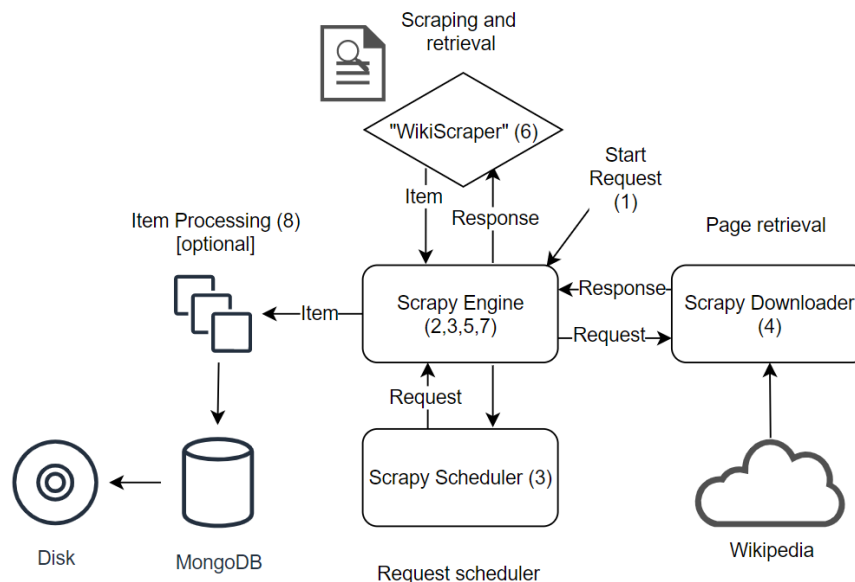 Scraping and
retrieval
"WikiScraper" (6)
Start
Request
(1)
Item
Response
Item Processing (8)
[optional]
Page retrieval
Scrapy Engine
(2,3,5,7)
Response
Scrapy Downloader
(4)
Item
Request
Request
Scrapy Scheduler (3)
Disk
MongoDB
Wikipedia
Request scheduler